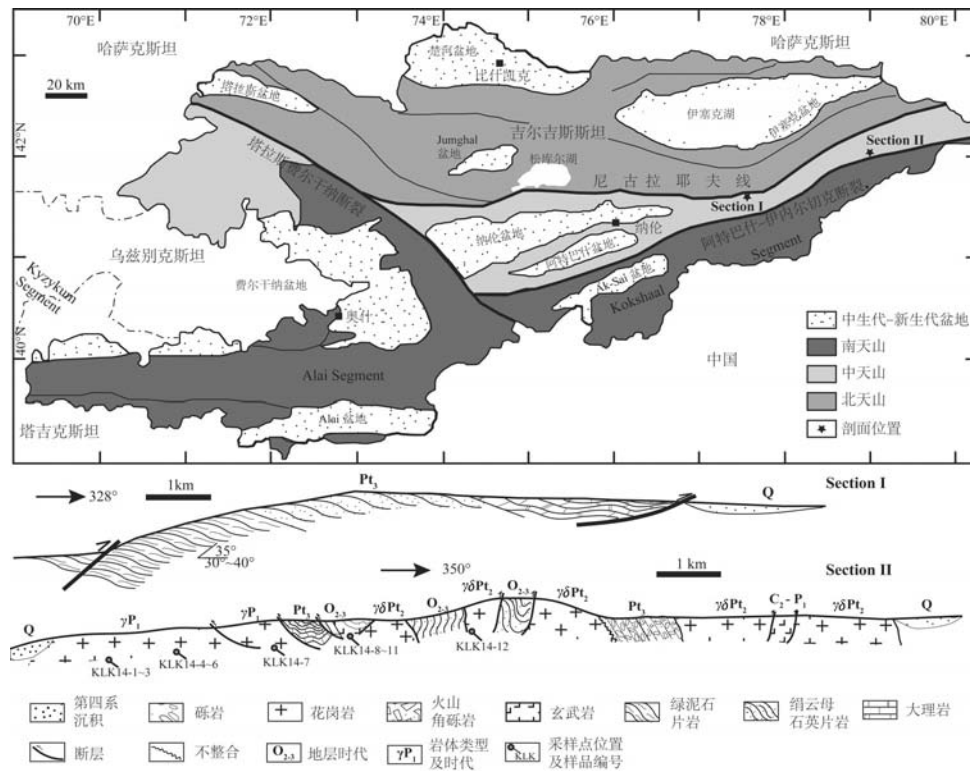 70°E 72°E 74°E 76°E 78°E 80°E
哈萨克斯坦
哈萨克斯坦
楚河盆地
比什凯克
20 km
塔拉斯盆地
伊塞克湖
伊塞克盆地
吉尔吉斯斯坦
Jumghal
盆地
松库尔湖
Section II
42°N
塔拉斯-费尔干纳断裂
尼古拉耶夫线
Section I
纳伦
纳伦盆地
阿特巴什盆地
阿特巴什-伊内尔切克断裂
乌兹别克斯坦
Kyzykum
Segment
费尔干纳盆地
奥什
Ak-Sai 盆地
Kokshaal
Segment
40°N
中国
Alai Segment
Alai 盆地
塔吉克斯坦
中生代-新生代盆地
南天山
中天山
北天山
剖面位置
328°
1km
Pt₃
Q
Section I
35°
30°~40°
350°
1 km
Section II
Q γP₁ γP₁ Pt₃ O₂₋₃ γδPt₂ O₂₋₃ γδPt₂ O₂₋₃ γδPt₂ Pt₃ γδPt₂ C₂-P₁ γδPt₂ Q
KLK14-1~3 KLK14-4~6 KLK14-7 KLK14-8~11 KLK14-12
第四系
沉积
砾岩
花岗岩
火山
角砾岩
玄武岩
绿泥石
片岩
绢云母
石英片岩
大理岩
断层
不整合
O₂₋₃ 地层时代
γP₁ 岩体类型
及时代
KLK 采样点位置
及样品编号